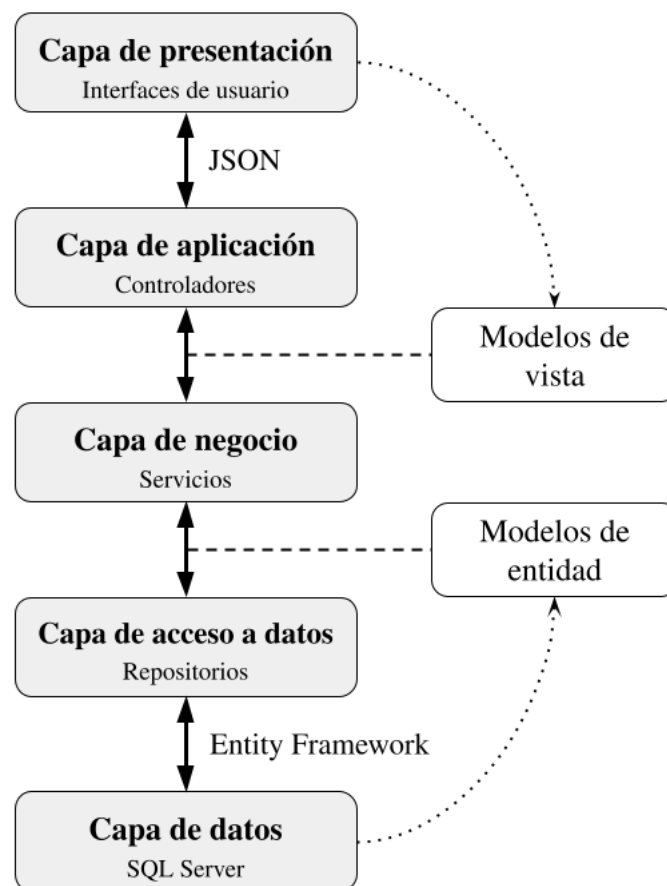 Capa de presentación
Interfaces de usuario
JSON
Capa de aplicación
Controladores
Modelos de
vista
Capa de negocio
Servicios
Modelos de
entidad
Capa de acceso a datos
Repositorios
Entity Framework
Capa de datos
SQL Server